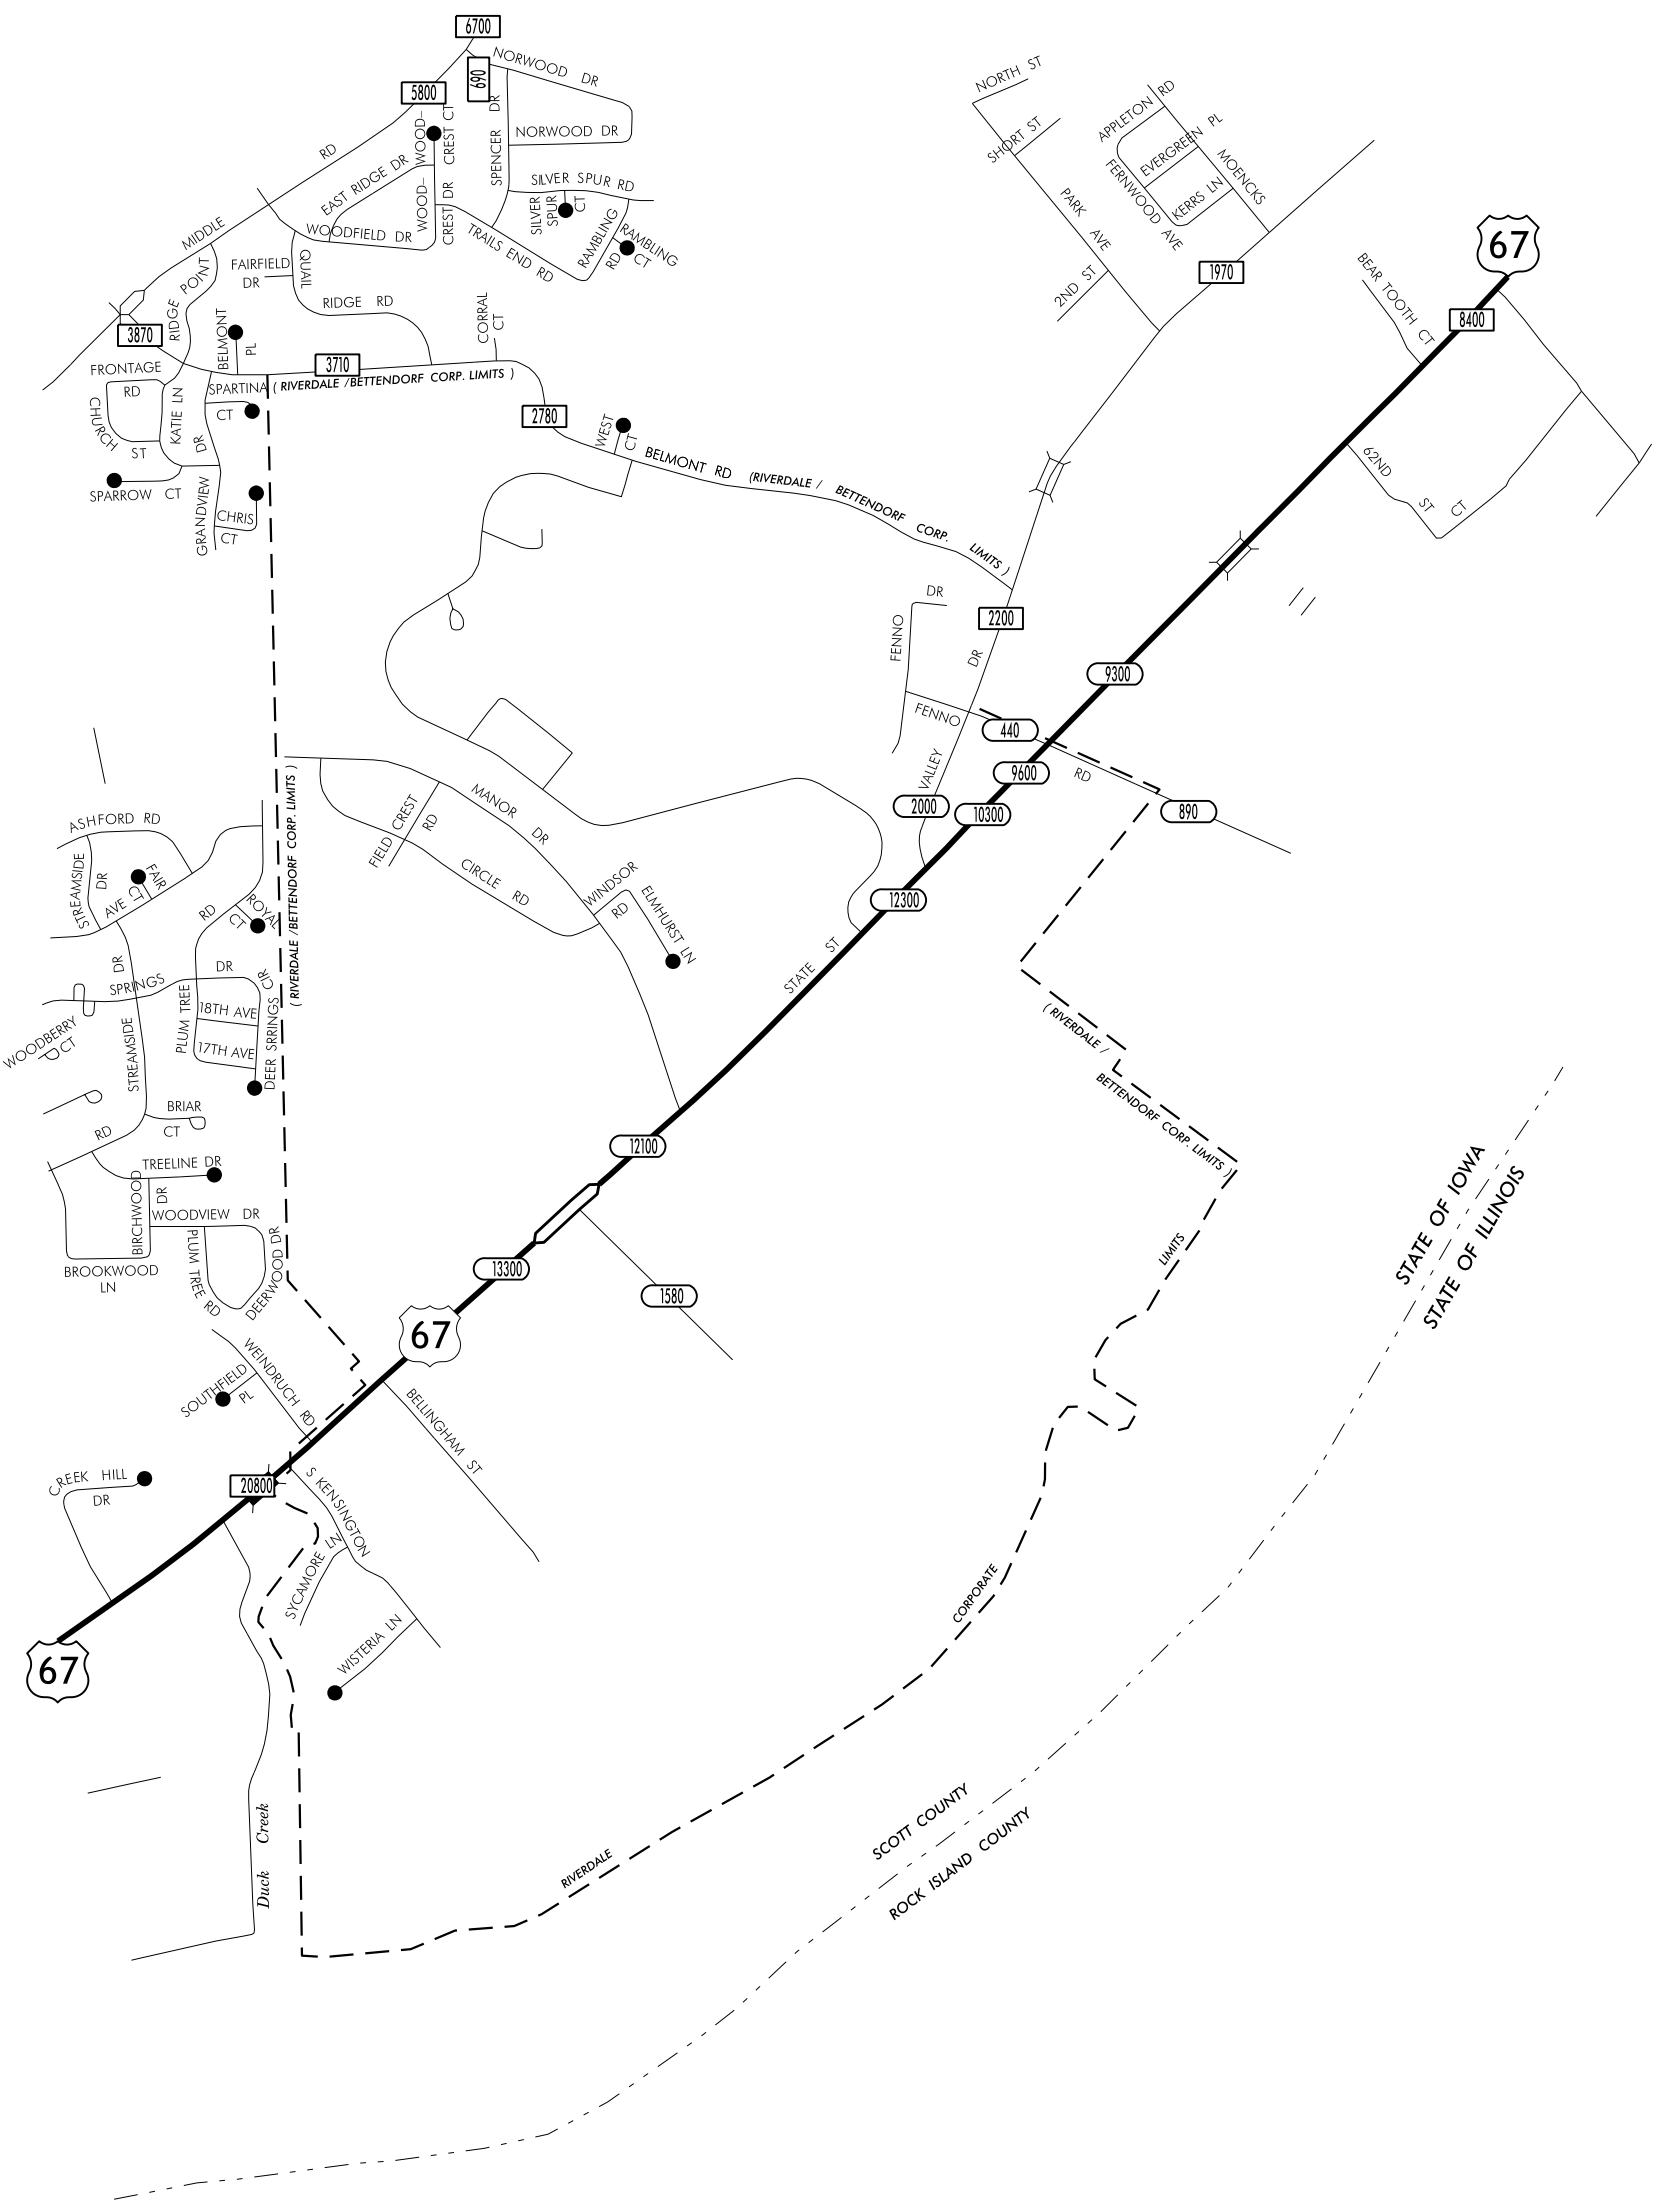 6700
690
NORWOOD DR
5800
NORTH ST
APPLETON RD
WOOD-
CREST CT
SPENCER DR
NORWOOD DR
SHORT ST
EVERGREEN PL
RD
EAST RIDGE DR
FERNWOOD AVE
MOENCKS
KERRS LN
WOOD-
CREST DR
SILVER SPUR RD
SILVER
SPUR
CT
PARK AVE
MIDDLE
WOODFIELD DR
TRAILS END RD
RAMBLING
RD
RAMBLING
CT
67
FAIRFIELD
DR
QUAIL
RIDGE RD
2ND ST
1970
BEAR TOOTH CT
RIDGE POINT
CORRAL
CT
8400
3870
BELMONT
PL
FRONTAGE
RD
3710
( RIVERDALE /BETTENDORF CORP. LIMITS )
SPARTINA
CT
CHURCH
ST
KATIE LN
GRANDVIEW DR
2780
WEST
CT
BELMONT RD
(RIVERDALE / BETTENDORF CORP. LIMITS )
62ND
ST CT
SPARROW CT
CHRIS
CT
FENNO
DR
2200
DR
9300
FENNO
440
RD
9600
VALLEY
2000
10300
890
MANOR DR
FIELD CREST
RD
CIRCLE RD
WINDSOR
RD
ELMHURST LN
12300
STATE ST
( RIVERDALE /BETTENDORF CORP. LIMITS )
ASHFORD RD
STREAMSIDE
DR
FAIR
CT
AVE
RD
ROYAL
CT
DR
SPRINGS
DR
CIR
18TH AVE
17TH AVE
PLUM TREE
DEER SRRINGS
WOODBERRY
CT
STREAMSIDE
BRIAR
CT
RD
( RIVERDALE /
BETTENDORF CORP. LIMITS )
12100
TREELINE DR
BIRCHWOOD
DR
WOODVIEW DR
PLUM TREE RD
DEERWOOD DR
BROOKWOOD
LN
STATE OF IOWA
STATE OF ILLINOIS
LIMITS
13300
1580
67
WEINDRUCH RD
SOUTHFIELD
PL
BELLINGHAM ST
CREEK HILL
DR
20800
S KENSINGTON
SYCAMORE LN
WISTERIA LN
67
CORPORATE
SCOTT COUNTY
ROCK ISLAND COUNTY
RIVERDALE
Duck Creek